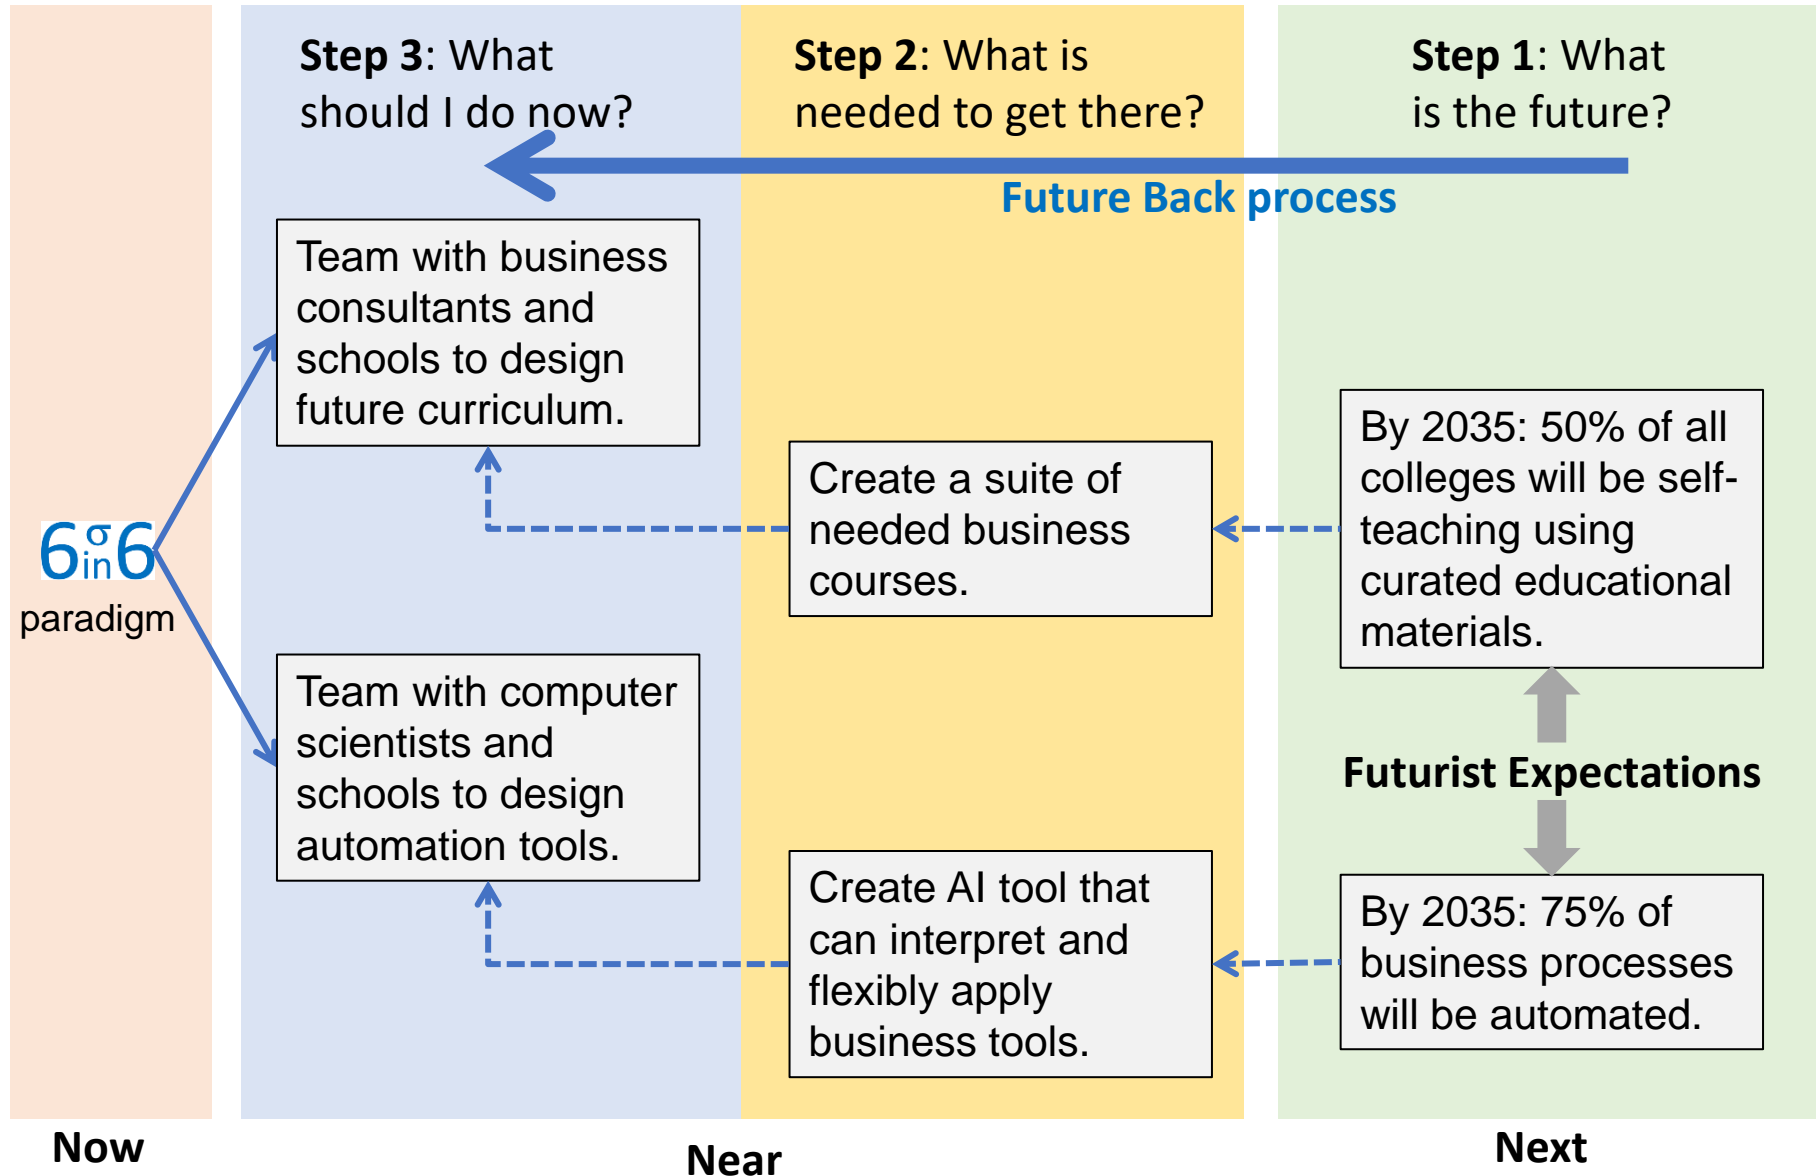 Step 3: What
should I do now?
Step 2: What is
needed to get there?
Step 1: What
is the future?
Future Back process
Team with business
consultants and
schools to design
future curriculum.
Create a suite of
needed business
courses.
By 2035: 50% of all
colleges will be self-
teaching using
curated educational
materials.
6σin6
paradigm
Team with computer
scientists and
schools to design
automation tools.
Futurist Expectations
Create AI tool that
can interpret and
flexibly apply
business tools.
By 2035: 75% of
business processes
will be automated.
Now
Near
Next